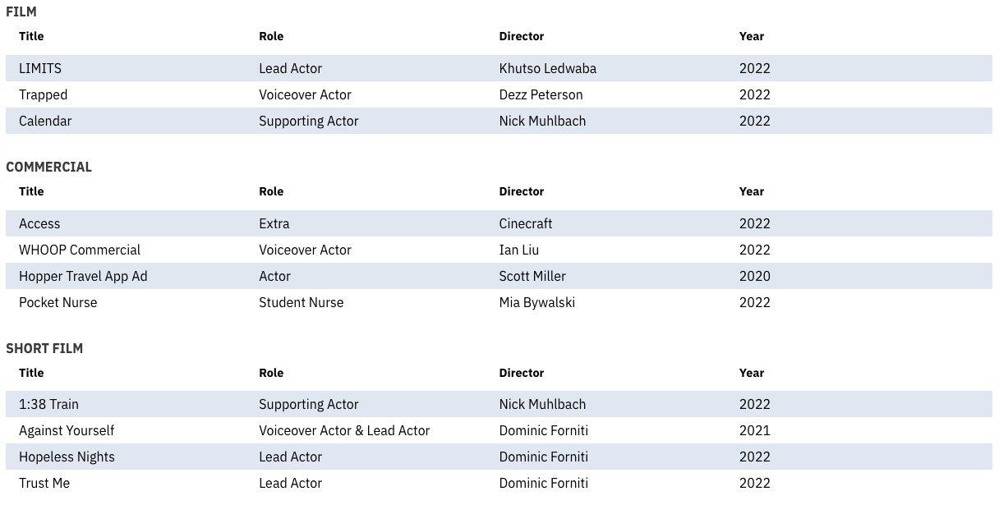 FILM
Title Role Director Year
LIMITS Lead Actor Khutso Ledwaba 2022
Trapped Voiceover Actor Dezz Peterson 2022
Calendar Supporting Actor Nick Muhlbach 2022
COMMERCIAL
Title Role Director Year
Access Extra Cinecraft 2022
WHOOP Commercial Voiceover Actor Ian Liu 2022
Hopper Travel App Ad Actor Scott Miller 2020
Pocket Nurse Student Nurse Mia Bywalski 2022
SHORT FILM
Title Role Director Year
1:38 Train Supporting Actor Nick Muhlbach 2022
Against Yourself Voiceover Actor & Lead Actor Dominic Forniti 2021
Hopeless Nights Lead Actor Dominic Forniti 2022
Trust Me Lead Actor Dominic Forniti 2022